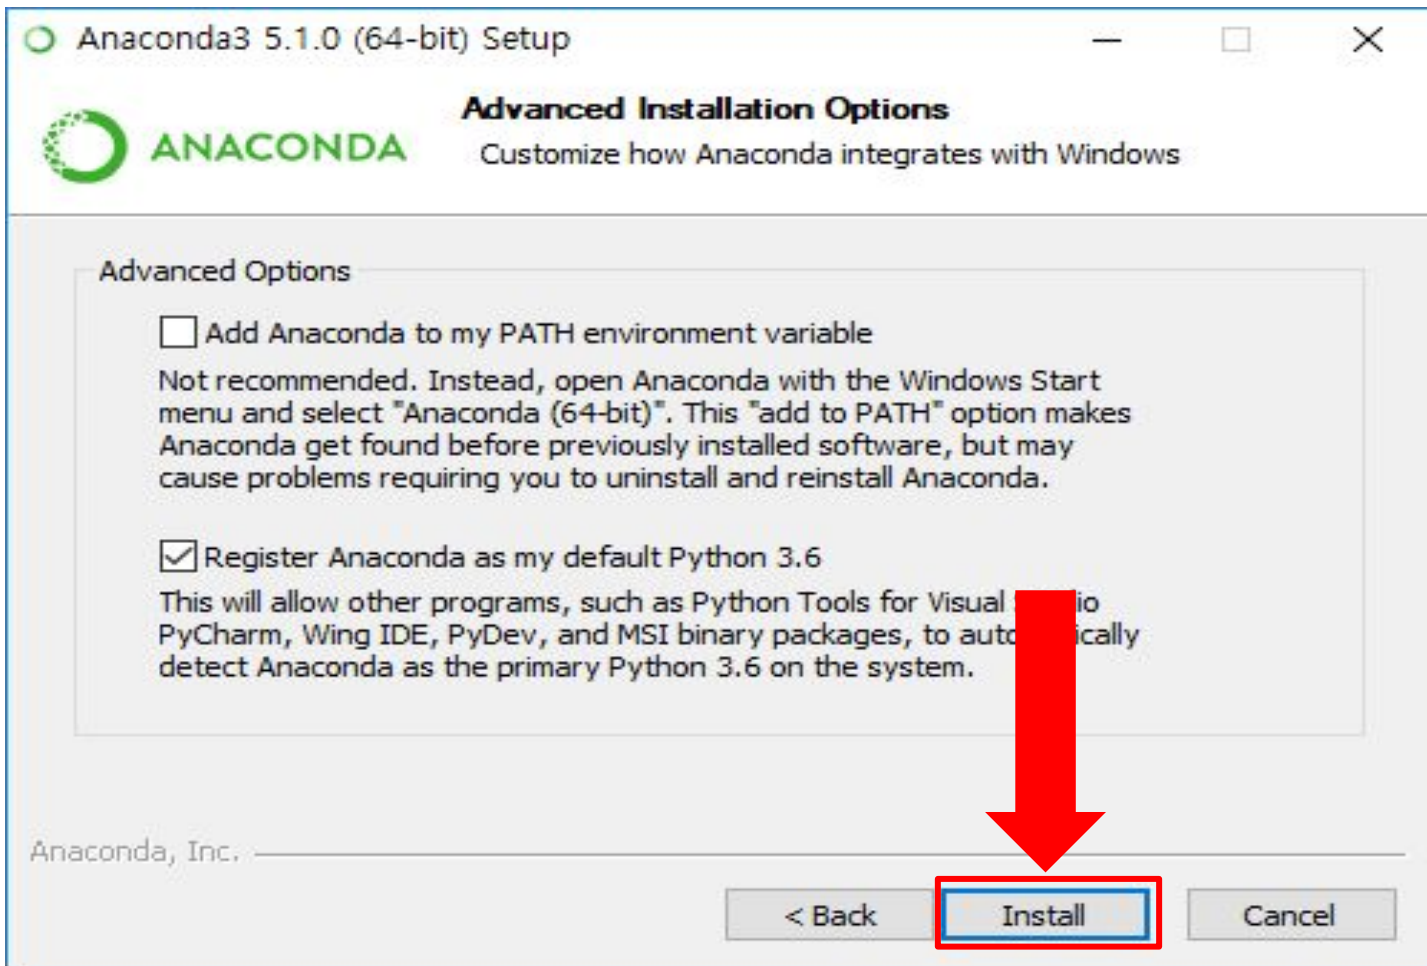 Anaconda3 5.1.0 (64-bit) Setup
ANACONDA
Advanced Installation Options
Customize how Anaconda integrates with Windows
Advanced Options
Add Anaconda to my PATH environment variable
Not recommended. Instead, open Anaconda with the Windows Start
menu and select "Anaconda (64-bit)". This "add to PATH" option makes
Anaconda get found before previously installed software, but may
cause problems requiring you to uninstall and reinstall Anaconda.
Register Anaconda as my default Python 3.6
This will allow other programs, such as Python Tools for Visual
PyCharm, Wing IDE, PyDev, and MSI binary packages, to
detect Anaconda as the primary Python 3.6 on the system.
Anaconda, Inc.
< Back
Install
Cancel